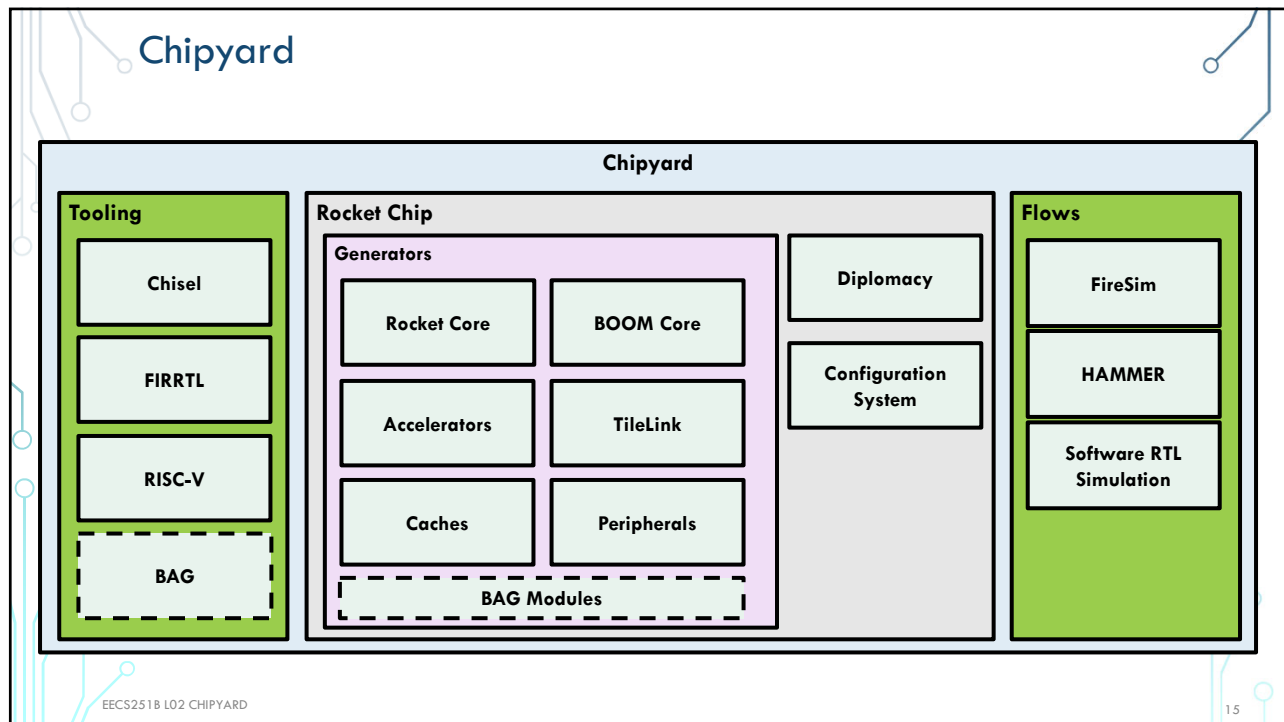 Chipyard
Chipyard
Tooling
Chisel
FIRRTL
RISC-V
BAG
Rocket Chip
Generators
Rocket Core
BOOM Core
Accelerators
TileLink
Caches
Peripherals
BAG Modules
Diplomacy
Configuration
System
Flows
FireSim
HAMMER
Software RTL
Simulation
EECS251B L02 CHIPYARD
15